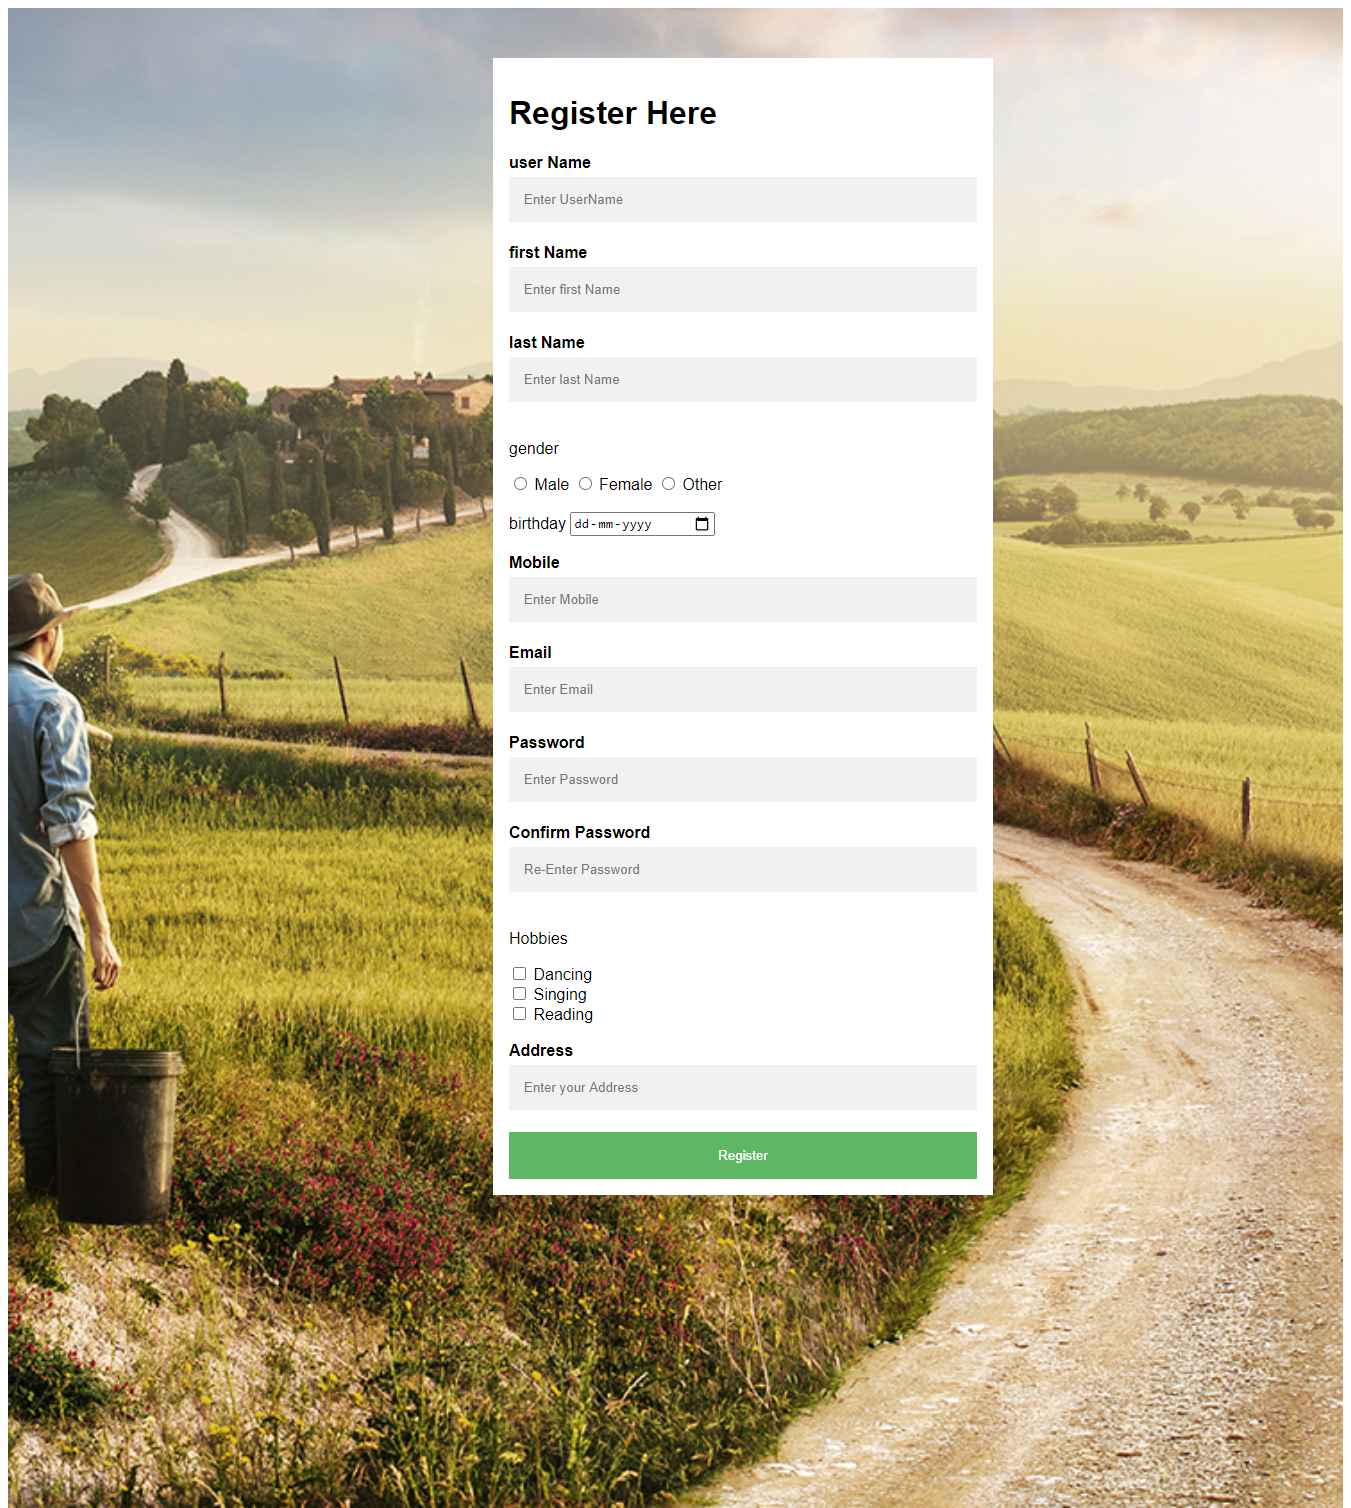 Register Here
user Name
Enter UserName
first Name
Enter first Name
last Name
Enter last Name
gender
Male Female Other
birthday dd-mm-yyyy
Mobile
Enter Mobile
Email
Enter Email
Password
Enter Password
Confirm Password
Re-Enter Password
Hobbies
Dancing
Singing
Reading
Address
Enter your Address
Register